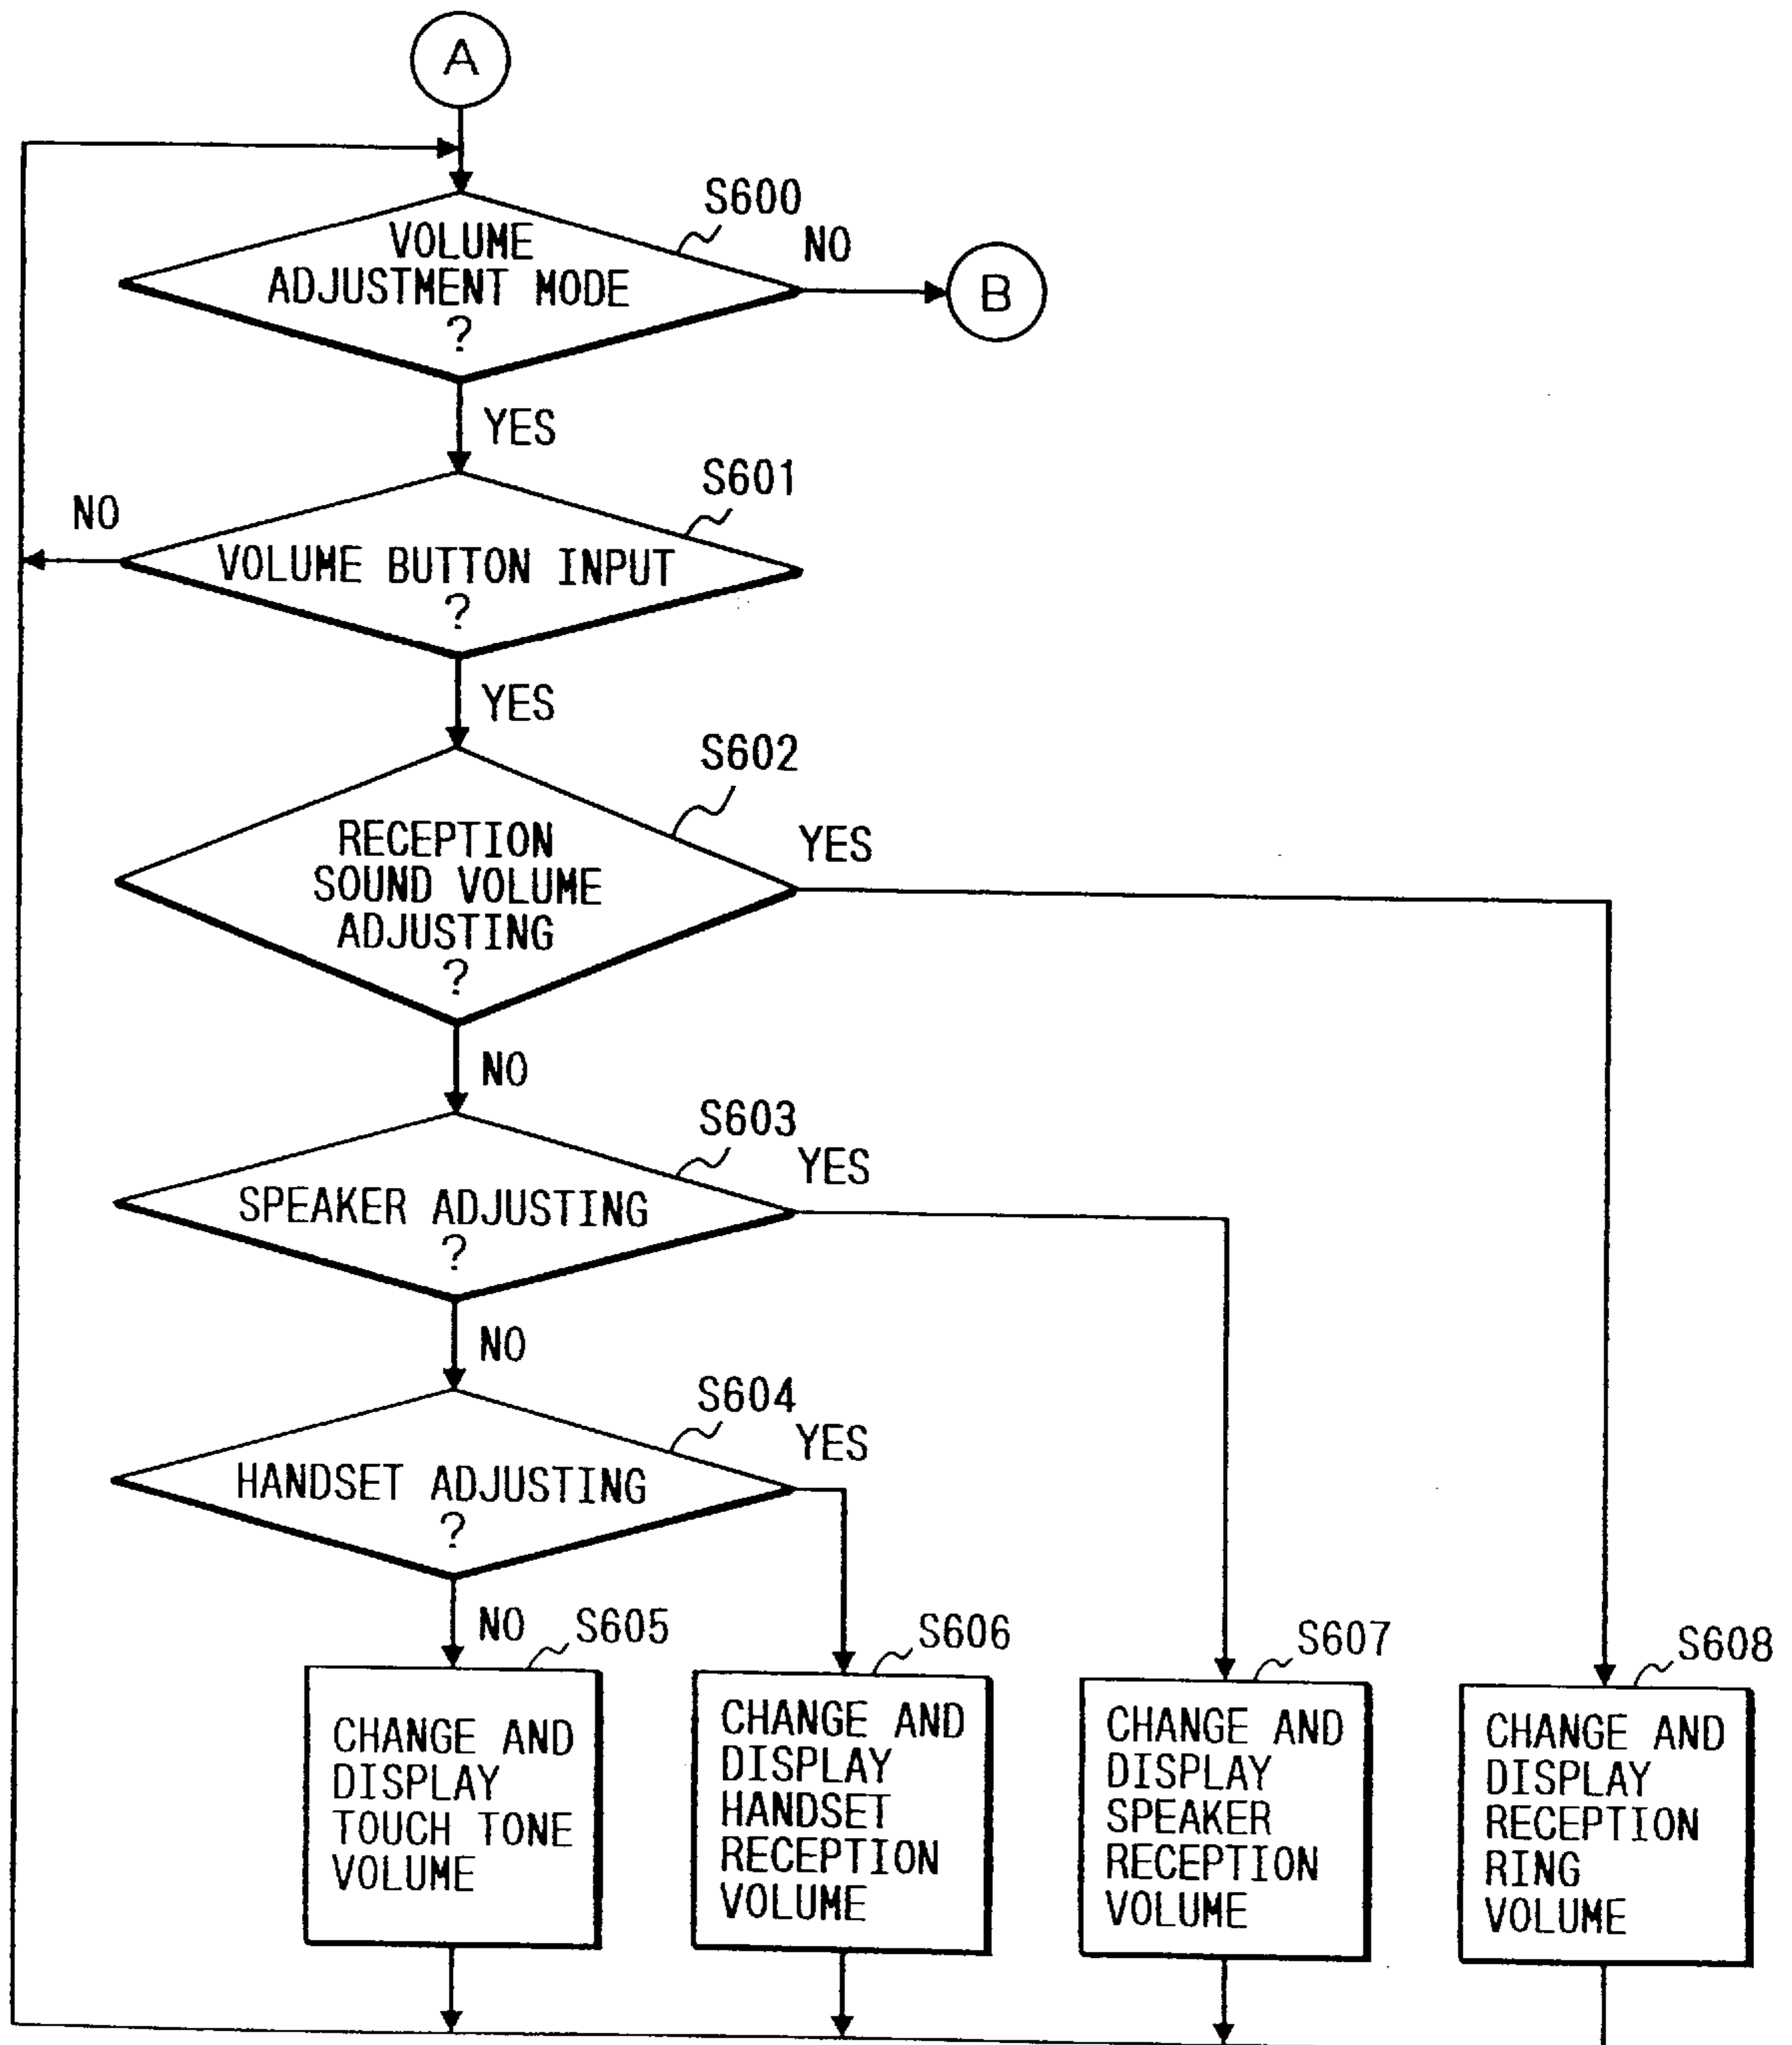 A
S600
VOLUME
ADJUSTMENT MODE
?
NO
B
YES
S601
NO
VOLUME BUTTON INPUT
?
YES
S602
RECEPTION
SOUND VOLUME
ADJUSTING
?
YES
NO
S603
YES
SPEAKER ADJUSTING
?
NO
S604
YES
HANDSET ADJUSTING
?
NO
S605
CHANGE AND
DISPLAY
TOUCH TONE
VOLUME
S606
CHANGE AND
DISPLAY
HANDSET
RECEPTION
VOLUME
S607
CHANGE AND
DISPLAY
SPEAKER
RECEPTION
VOLUME
S608
CHANGE AND
DISPLAY
RECEPTION
RING
VOLUME